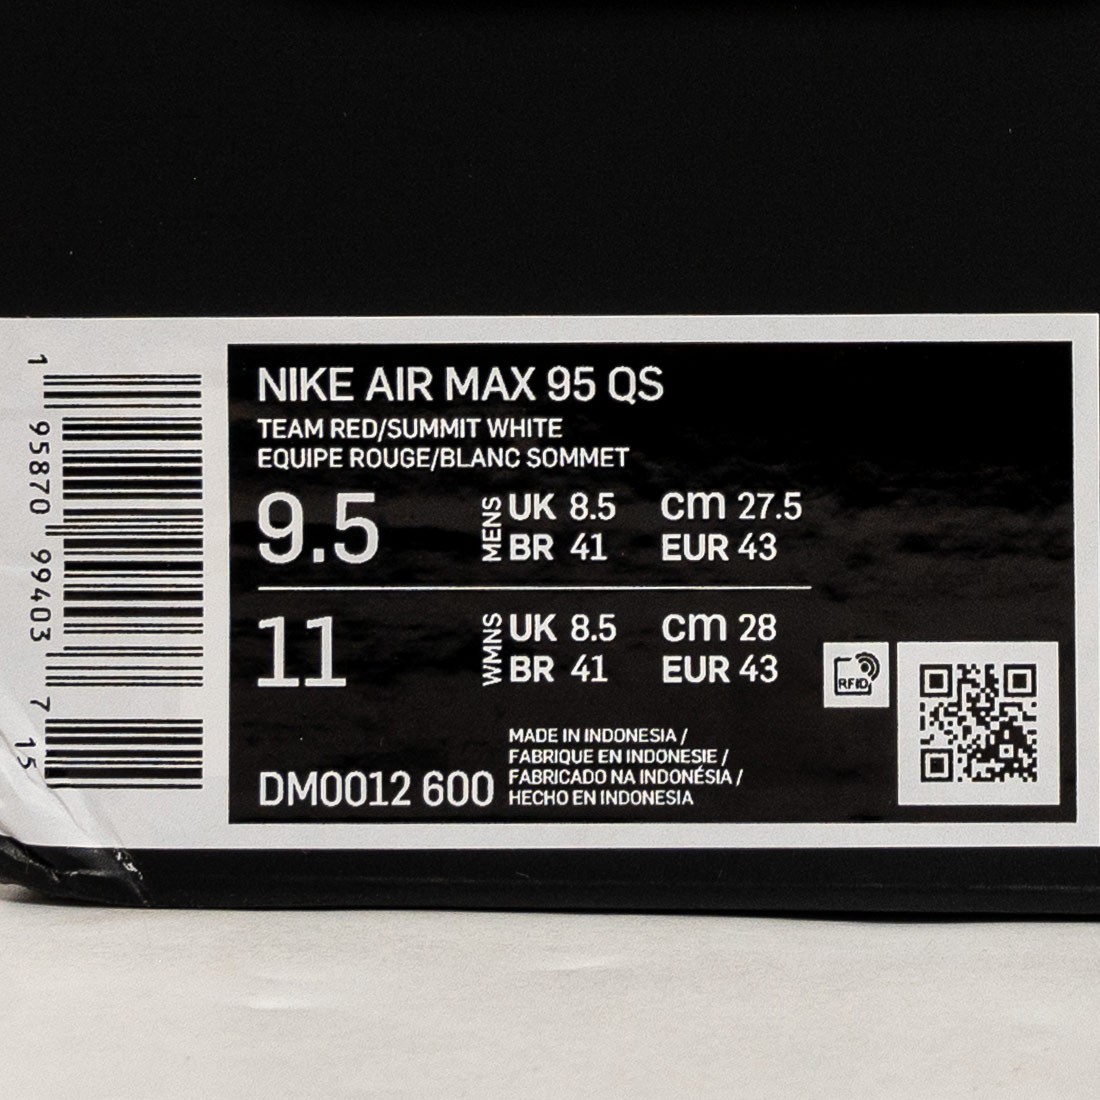 NIKE AIR MAX 95 QS
TEAM RED/SUMMIT WHITE
EQUIPE ROUGE/BLANC SOMMET
9.5 MENS UK 8.5 cm 27.5
BR 41 EUR 43
11 WMNS UK 8.5 cm 28
BR 41 EUR 43
RFID
DM0012 600
MADE IN INDONESIA /
FABRIQUE EN INDONESIE /
FABRICADO NA INDONÉSIA /
HECHO EN INDONESIA
1 95870 99403 7 15